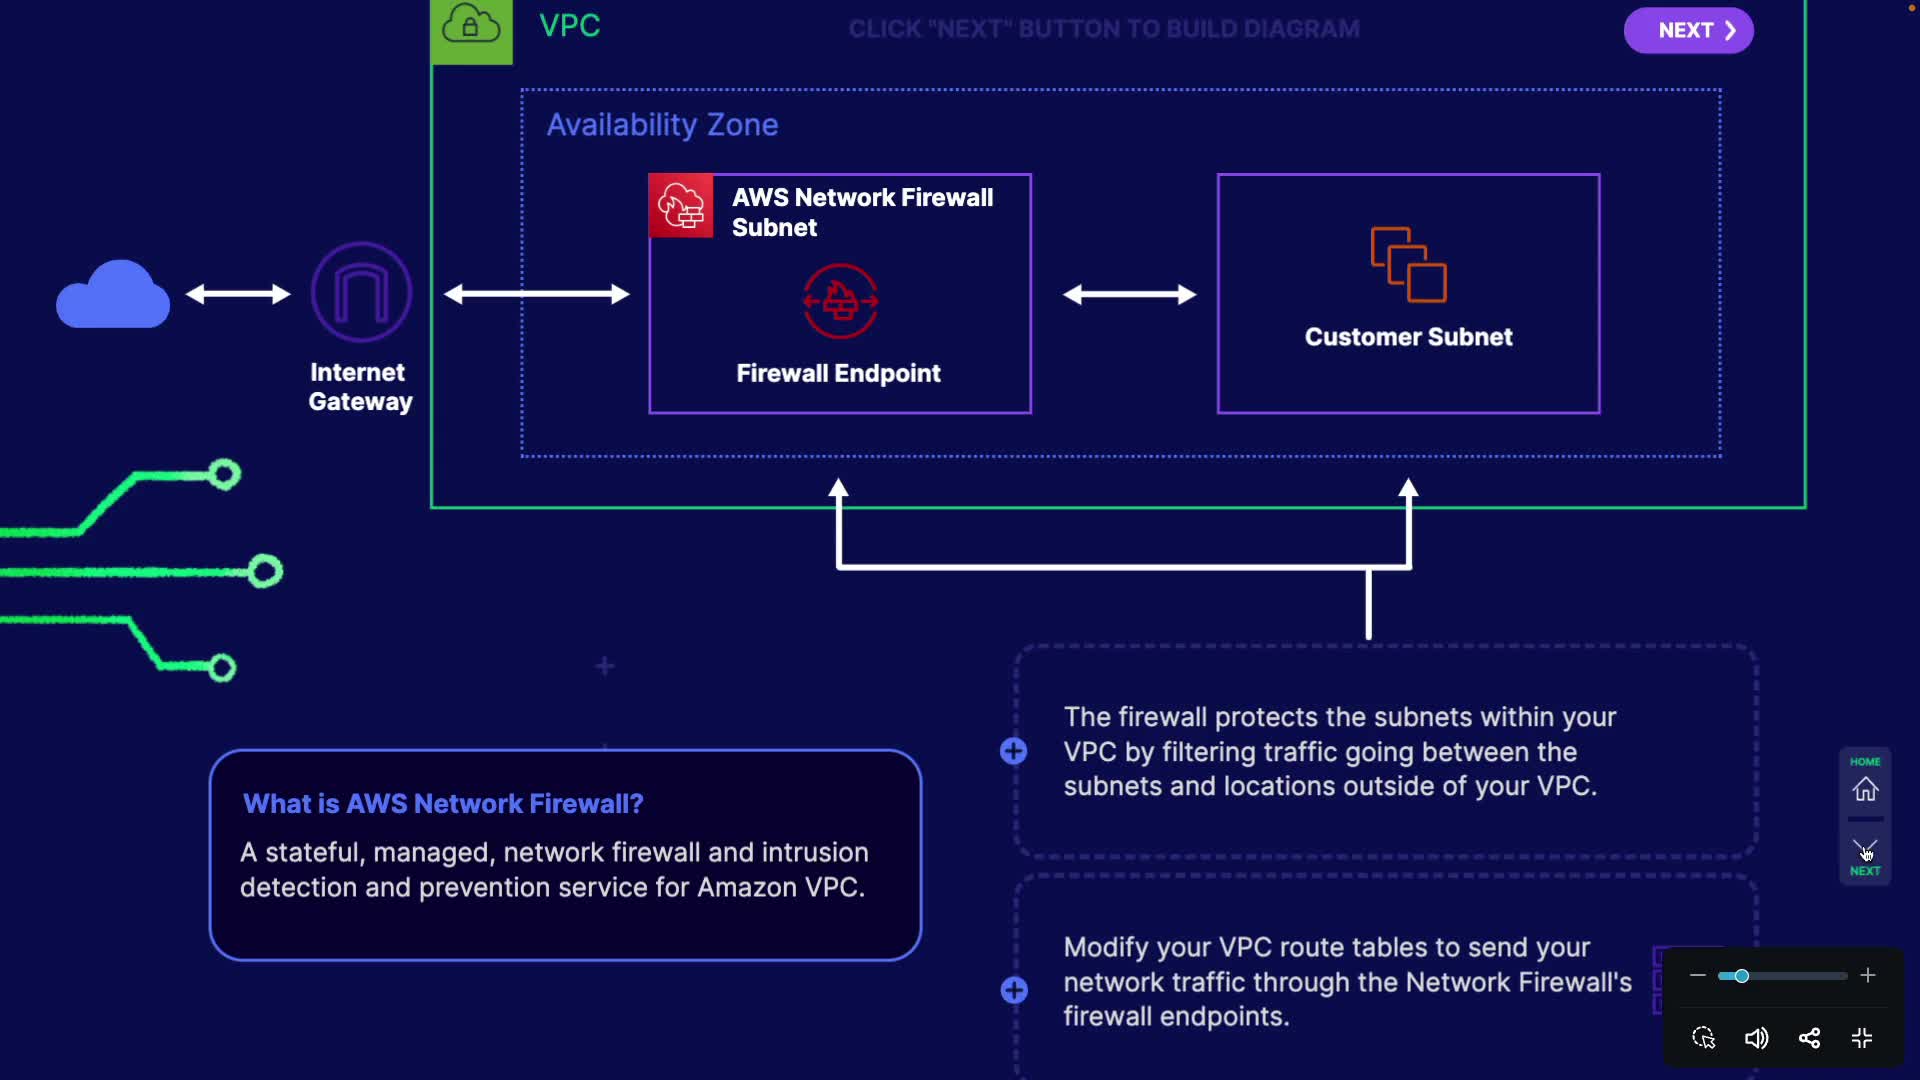 VPC
CLICK "NEXT" BUTTON TO BUILD DIAGRAM
NEXT
Availability Zone
AWS Network Firewall
Subnet
Firewall Endpoint
Customer Subnet
Internet
Gateway
The firewall protects the subnets within your
VPC by filtering traffic going between the
subnets and locations outside of your VPC.
What is AWS Network Firewall?
A stateful, managed, network firewall and intrusion
detection and prevention service for Amazon VPC.
HOME
NEXT
Modify your VPC route tables to send your
network traffic through the Network Firewall's
firewall endpoints.